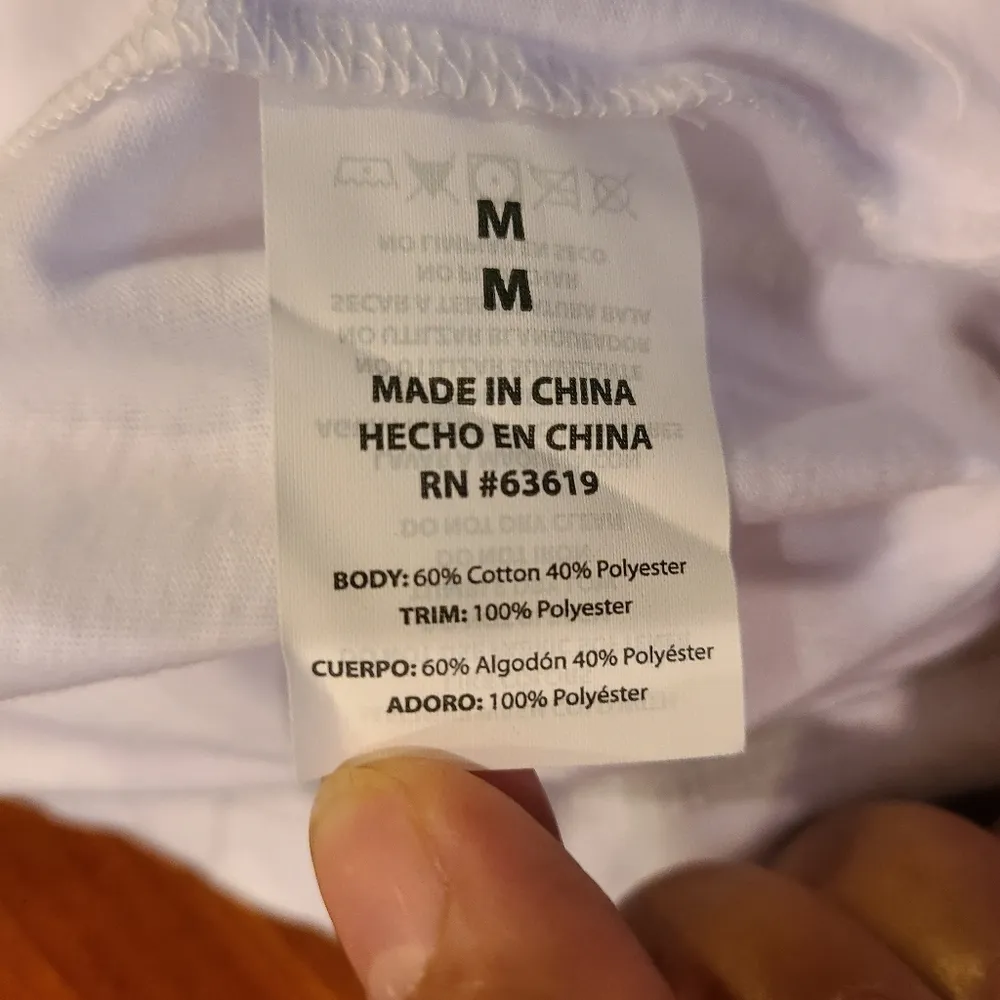 M
M
MADE IN CHINA
HECHO EN CHINA
RN #63619
BODY: 60% Cotton 40% Polyester
TRIM: 100% Polyester
CUERPO: 60% Algodón 40% Polyéster
ADORO: 100% Polyéster